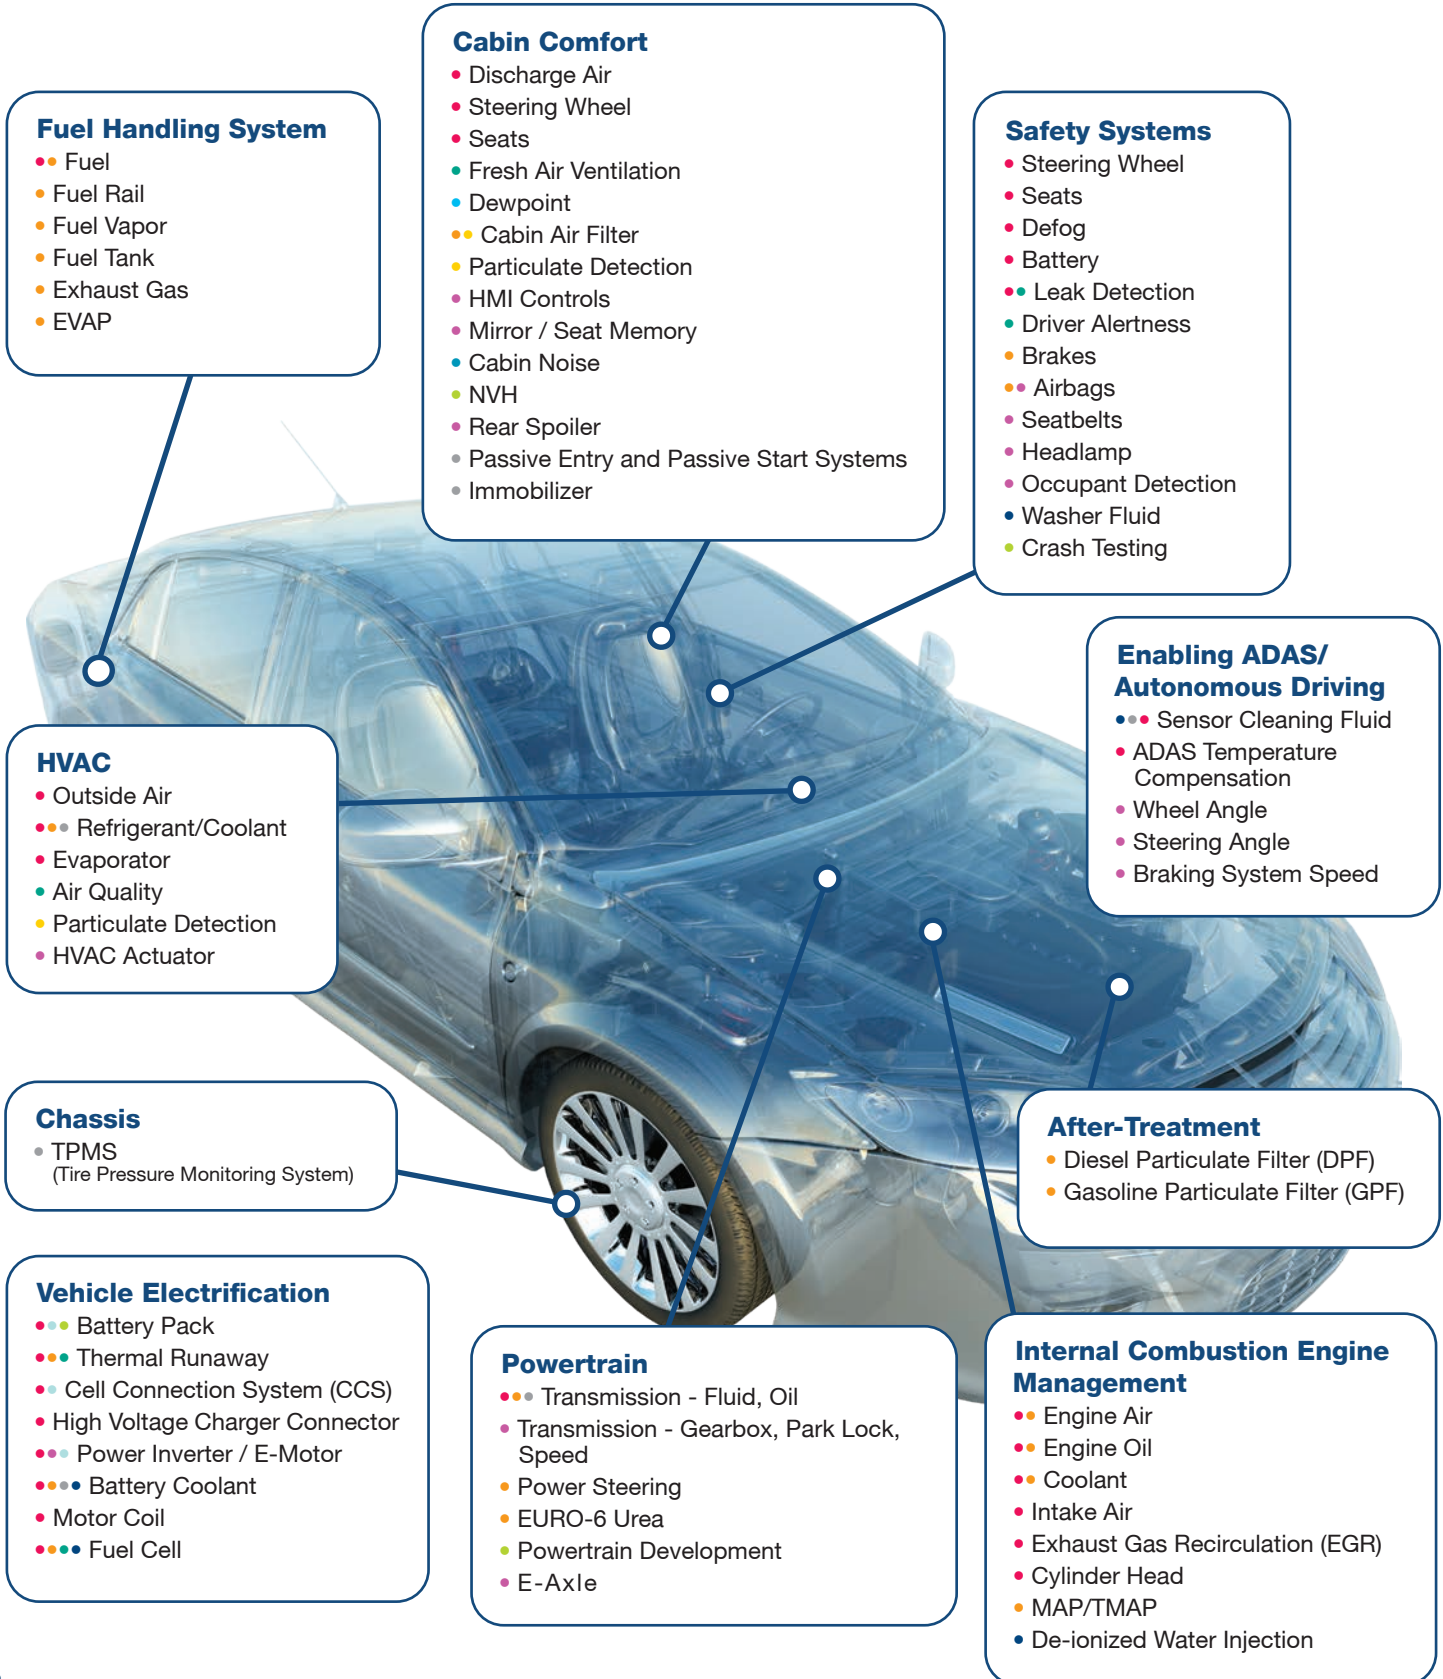 Cabin Comfort
Discharge Air
Steering Wheel
Seats
Fresh Air Ventilation
Dewpoint
Cabin Air Filter
Particulate Detection
HMI Controls
Mirror / Seat Memory
Cabin Noise
NVH
Rear Spoiler
Passive Entry and Passive Start Systems
Immobilizer
Fuel Handling System
Fuel
Fuel Rail
Fuel Vapor
Fuel Tank
Exhaust Gas
EVAP
Safety Systems
Steering Wheel
Seats
Defog
Battery
Leak Detection
Driver Alertness
Brakes
Airbags
Seatbelts
Headlamp
Occupant Detection
Washer Fluid
Crash Testing
Enabling ADAS/
Autonomous Driving
Sensor Cleaning Fluid
ADAS Temperature
Compensation
Wheel Angle
Steering Angle
Braking System Speed
HVAC
Outside Air
Refrigerant/Coolant
Evaporator
Air Quality
Particulate Detection
HVAC Actuator
Chassis
TPMS
(Tire Pressure Monitoring System)
After-Treatment
Diesel Particulate Filter (DPF)
Gasoline Particulate Filter (GPF)
Vehicle Electrification
Battery Pack
Thermal Runaway
Cell Connection System (CCS)
High Voltage Charger Connector
Power Inverter / E-Motor
Battery Coolant
Motor Coil
Fuel Cell
Powertrain
Transmission - Fluid, Oil
Transmission - Gearbox, Park Lock,
Speed
Power Steering
EURO-6 Urea
Powertrain Development
E-Axle
Internal Combustion Engine
Management
Engine Air
Engine Oil
Coolant
Intake Air
Exhaust Gas Recirculation (EGR)
Cylinder Head
MAP/TMAP
De-ionized Water Injection